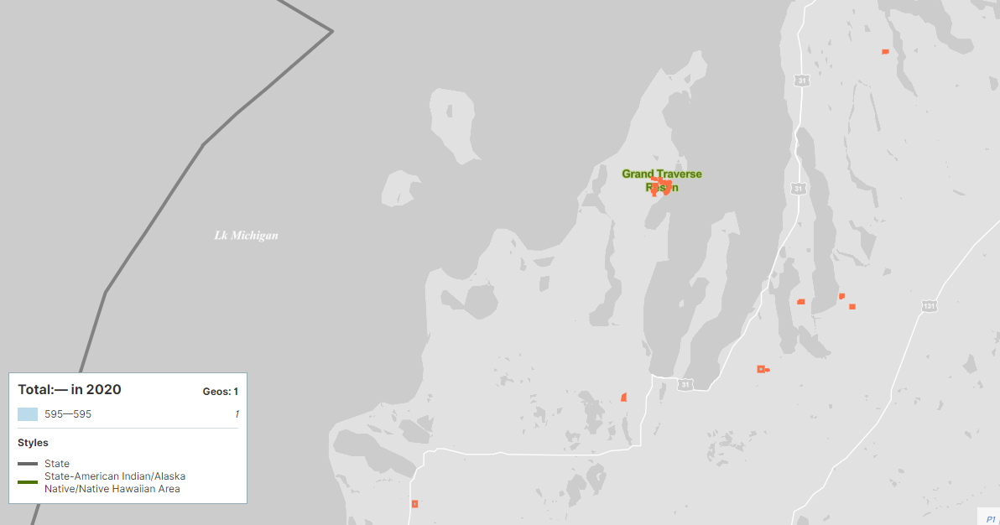 31
Grand Traverse
Resvn
31
Lk Michigan
131
31
Total:— in 2020
Geos: 1
595—595
1
Styles
State
State-American Indian/Alaska
Native/Native Hawaiian Area
P1